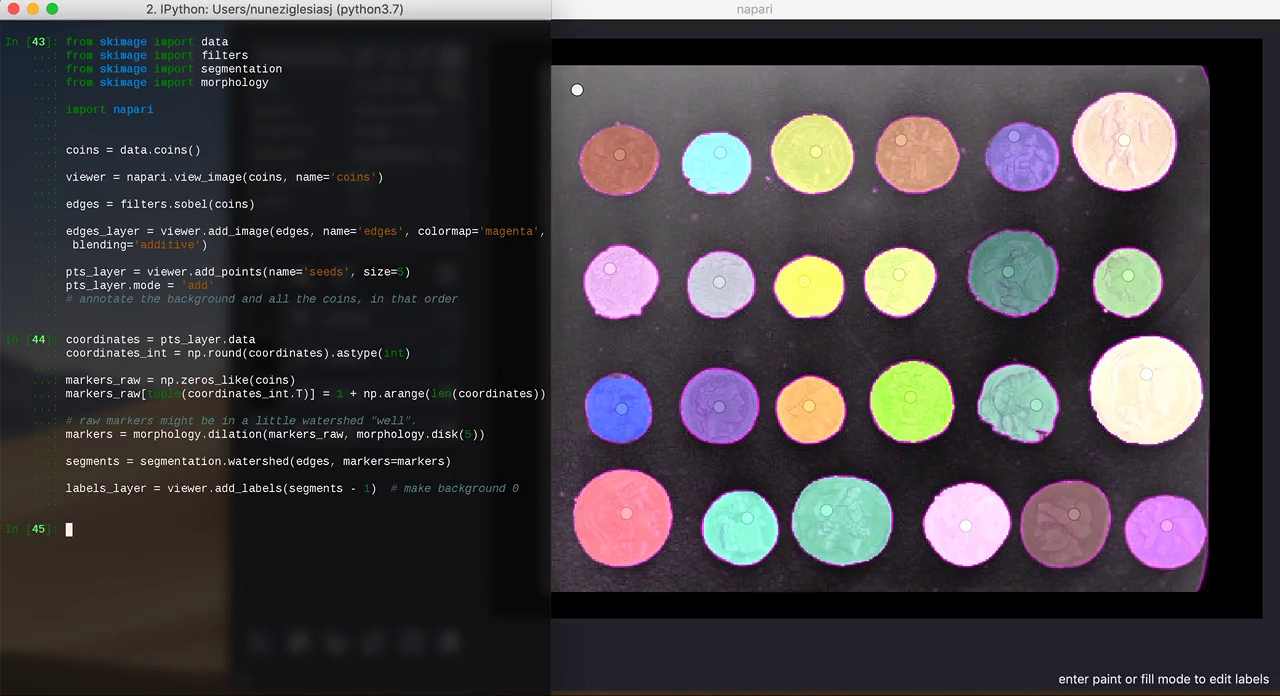 2. IPython: Users/nuneziglesiasj (python3.7)
napari
In [43]: from skimage import data
...: from skimage import filters
...: from skimage import segmentation
...: from skimage import morphology
...:
...: import napari
...:
...:
...: coins = data.coins()
...:
...: viewer = napari.view_image(coins, name='coins')
...:
...: edges = filters.sobel(coins)
...:
...: edges_layer = viewer.add_image(edges, name='edges', colormap='magenta',
...:  blending='additive')
...:
...: pts_layer = viewer.add_points(name='seeds', size=5)
...: pts_layer.mode = 'add'
...: # annotate the background and all the coins, in that order
...:
In [44]: coordinates = pts_layer.data
...: coordinates_int = np.round(coordinates).astype(int)
...:
...: markers_raw = np.zeros_like(coins)
...: markers_raw[tuple(coordinates_int.T)] = 1 + np.arange(len(coordinates))
...:
...: # raw markers might be in a little watershed "well".
...: markers = morphology.dilation(markers_raw, morphology.disk(5))
...:
...: segments = segmentation.watershed(edges, markers=markers)
...:
...: labels_layer = viewer.add_labels(segments - 1)  # make background 0
...:
In [45]:
enter paint or fill mode to edit labels